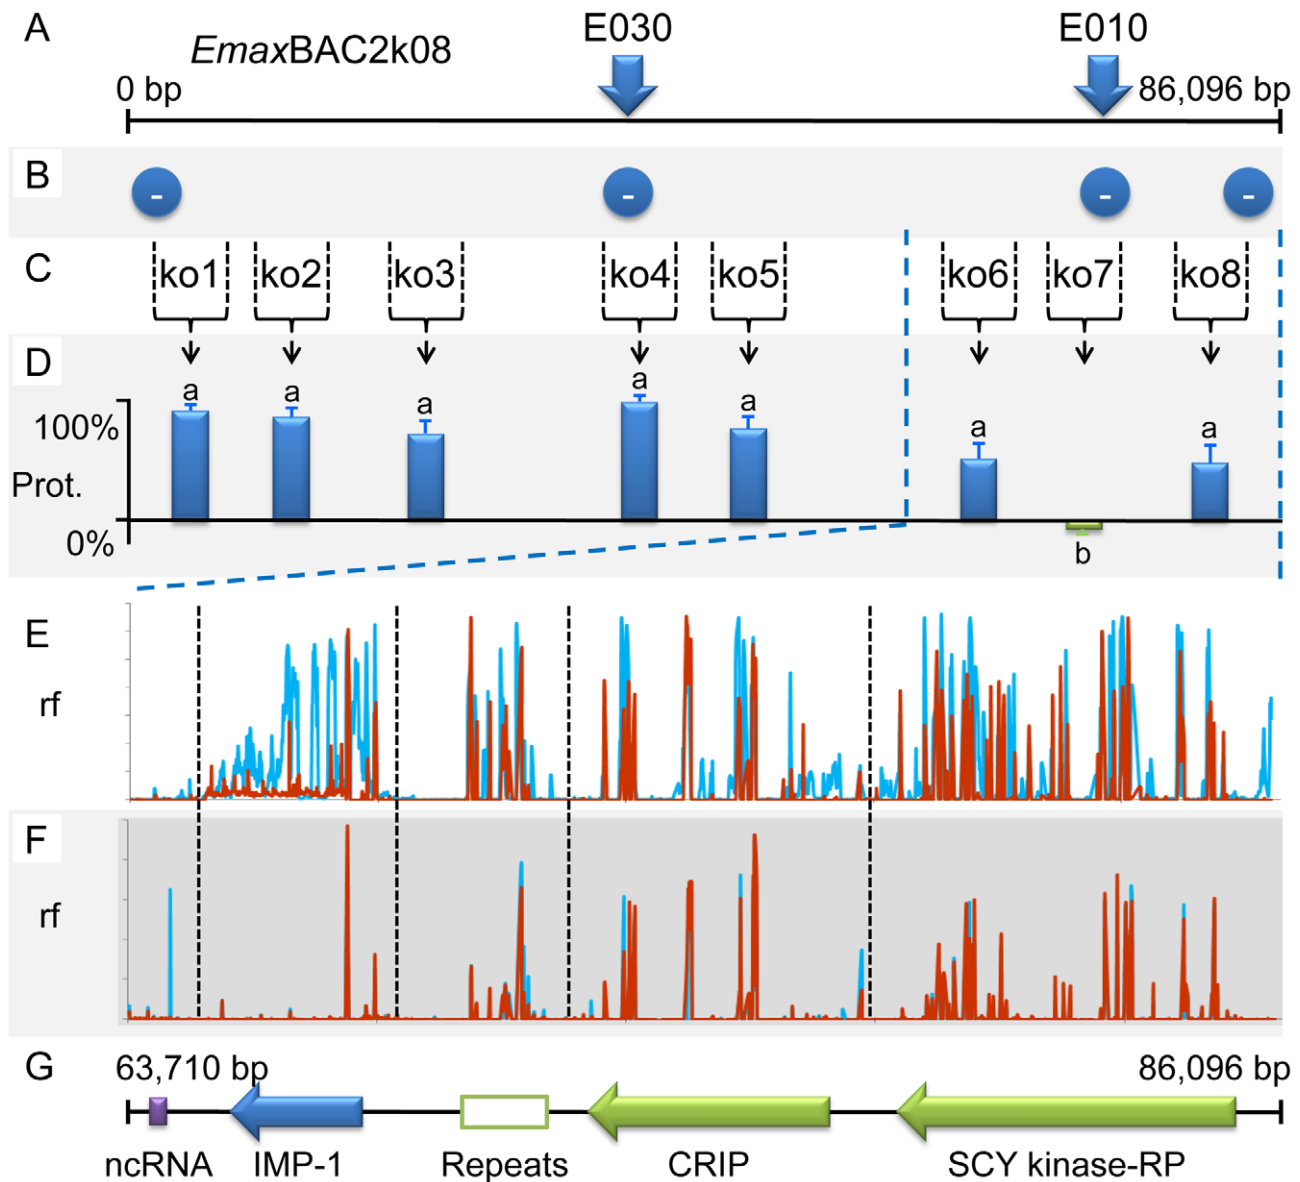 A
EmaxBAC2k08
E030
E010
0 bp
86,096 bp
B
- - - -
C
ko1 ko2 ko3 ko4 ko5 ko6 ko7 ko8
D
a a a a a a a
100%
Prot.
0%
b
E
rf
F
rf
G
63,710 bp
86,096 bp
ncRNA IMP-1 Repeats CRIP SCY kinase-RP